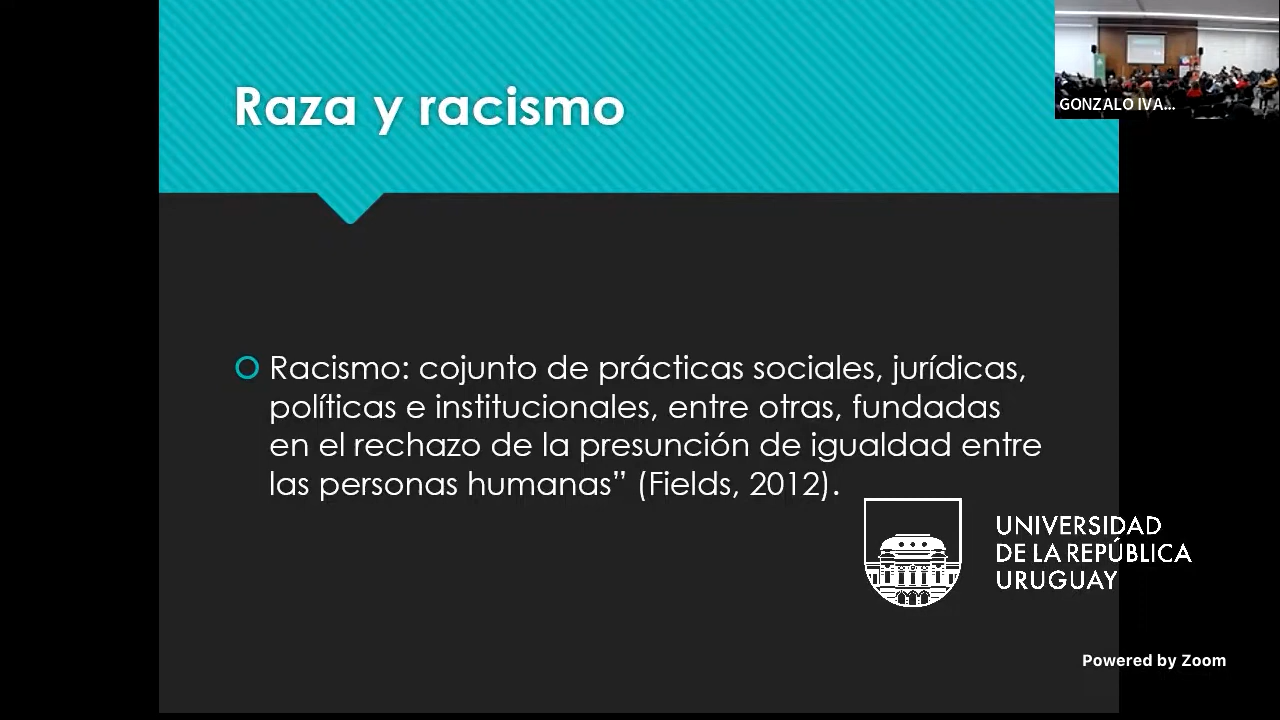 Raza y racismo
GONZALO IVA...
Racismo: cojunto de prácticas sociales, jurídicas,
políticas e institucionales, entre otras, fundadas
en el rechazo de la presunción de igualdad entre
las personas humanas” (Fields, 2012).
UNIVERSIDAD
DE LA REPÚBLICA
URUGUAY
Powered by Zoom